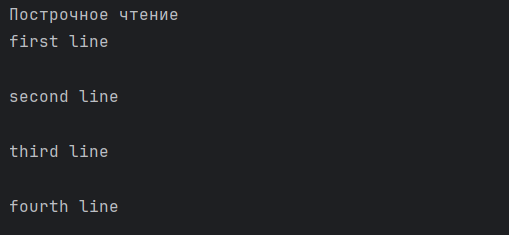 Построчное чтение
first line
second line
third line
fourth line